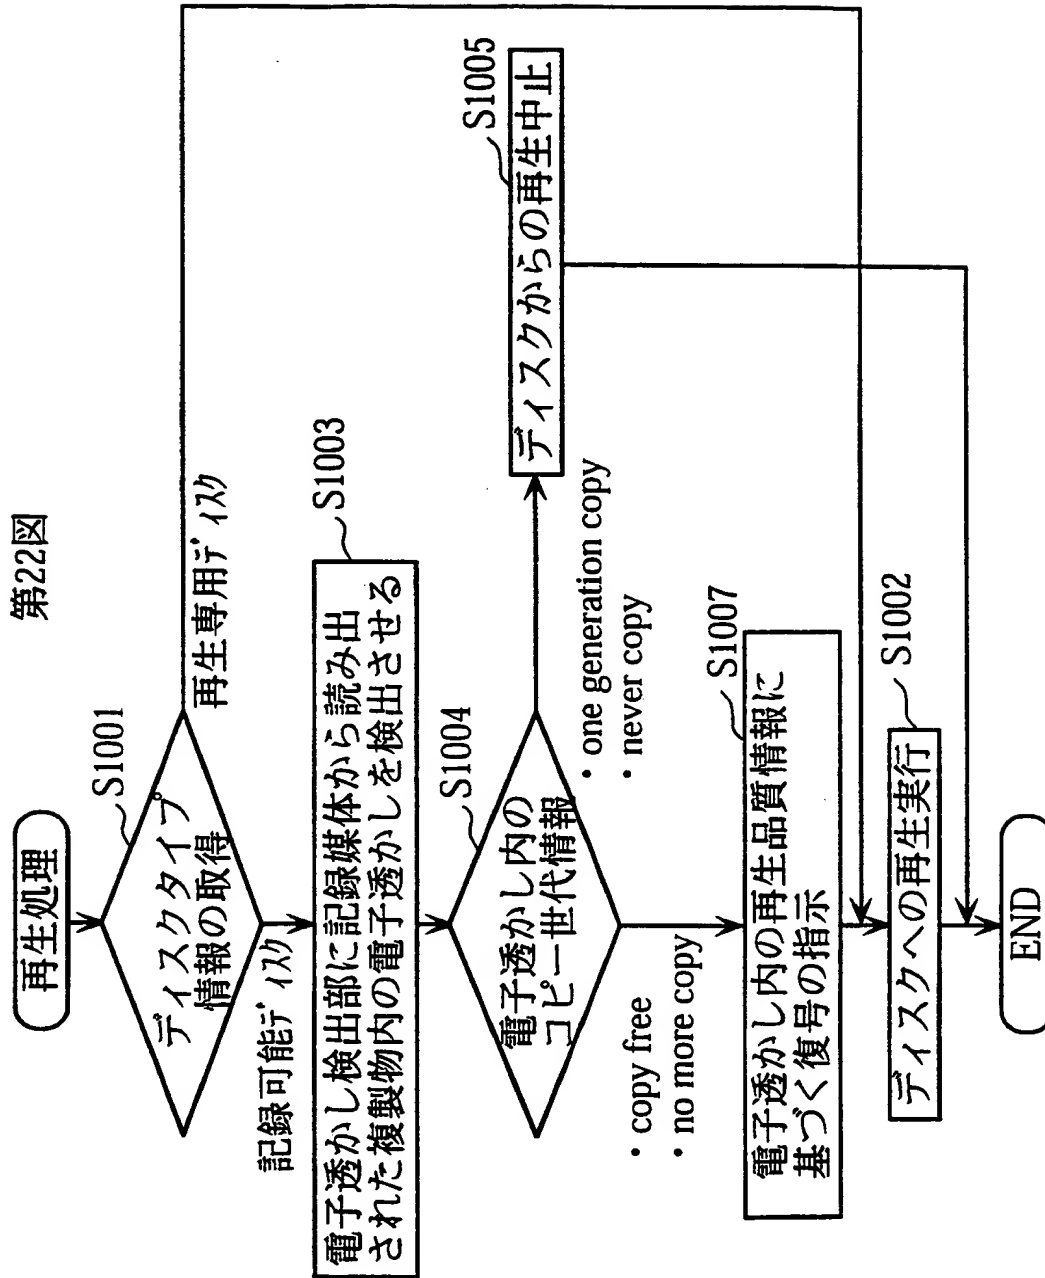 第22図
再生処理
S1001
ディスクタイプ
情報の取得
再生専用ディスク
記録可能ディスク
S1003
電子透かし検出部に記録媒体から読み出
された複製物内の電子透かしを検出させる
S1004
電子透かし内の
コピー世代情報
・one generation copy
・never copy
S1005
ディスクからの再生中止
・copy free
・no more copy
S1007
電子透かし内の再生品質情報に
基づく復号の指示
S1002
ディスクへの再生実行
END